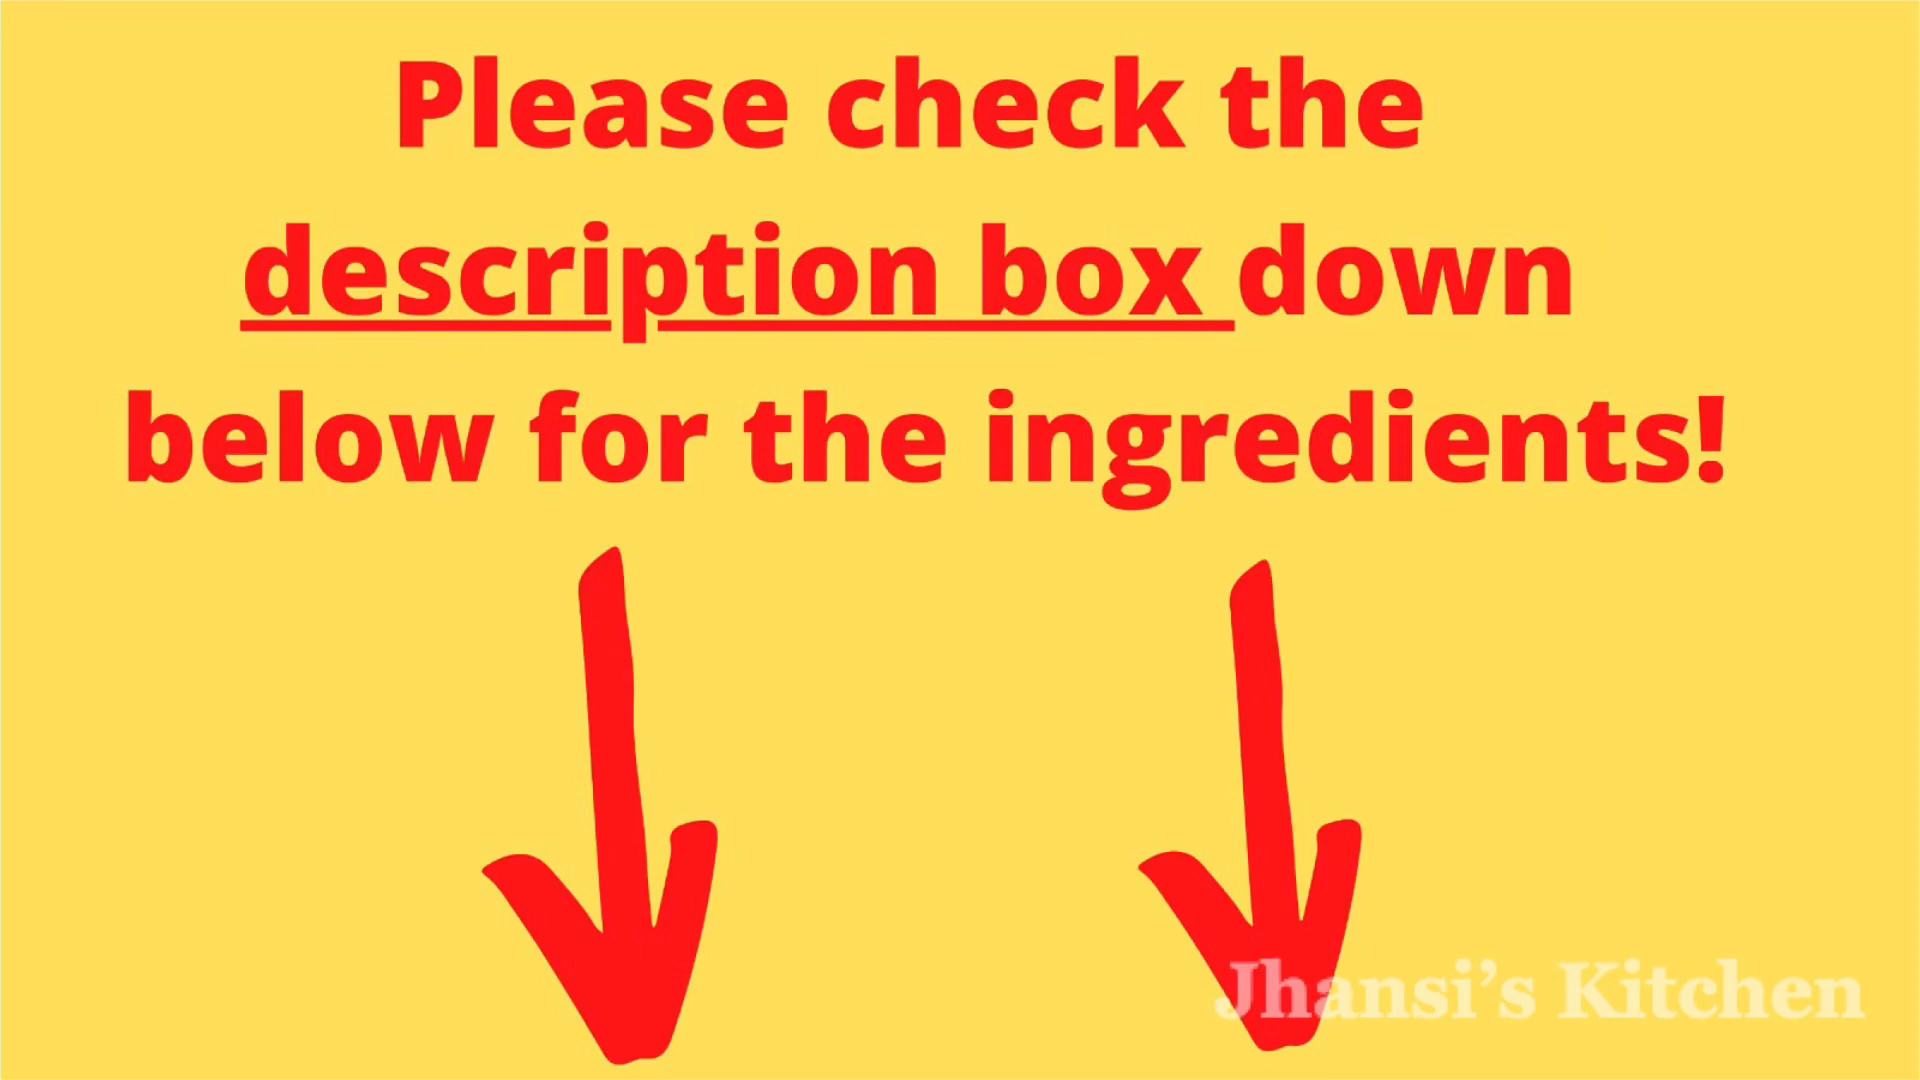 Please check the
description box down
below for the ingredients!
Jhansi’s Kitchen